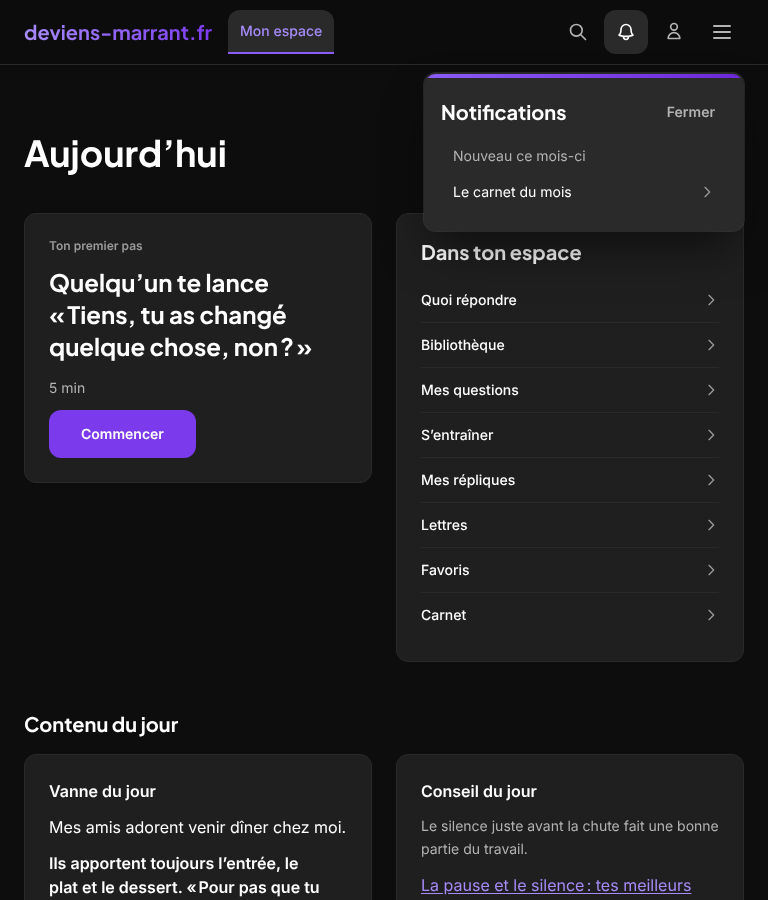 deviens-marrant.fr
Mon espace
Notifications
Fermer
Nouveau ce mois-ci
Le carnet du mois
Aujourd’hui
Ton premier pas
Quelqu’un te lance
« Tiens, tu as changé
quelque chose, non ? »
5 min
Commencer
Dans ton espace
Quoi répondre
Bibliothèque
Mes questions
S’entraîner
Mes répliques
Lettres
Favoris
Carnet
Contenu du jour
Vanne du jour
Mes amis adorent venir dîner chez moi.
Ils apportent toujours l’entrée, le
plat et le dessert. « Pour pas que tu
Conseil du jour
Le silence juste avant la chute fait une bonne
partie du travail.
La pause et le silence : tes meilleurs